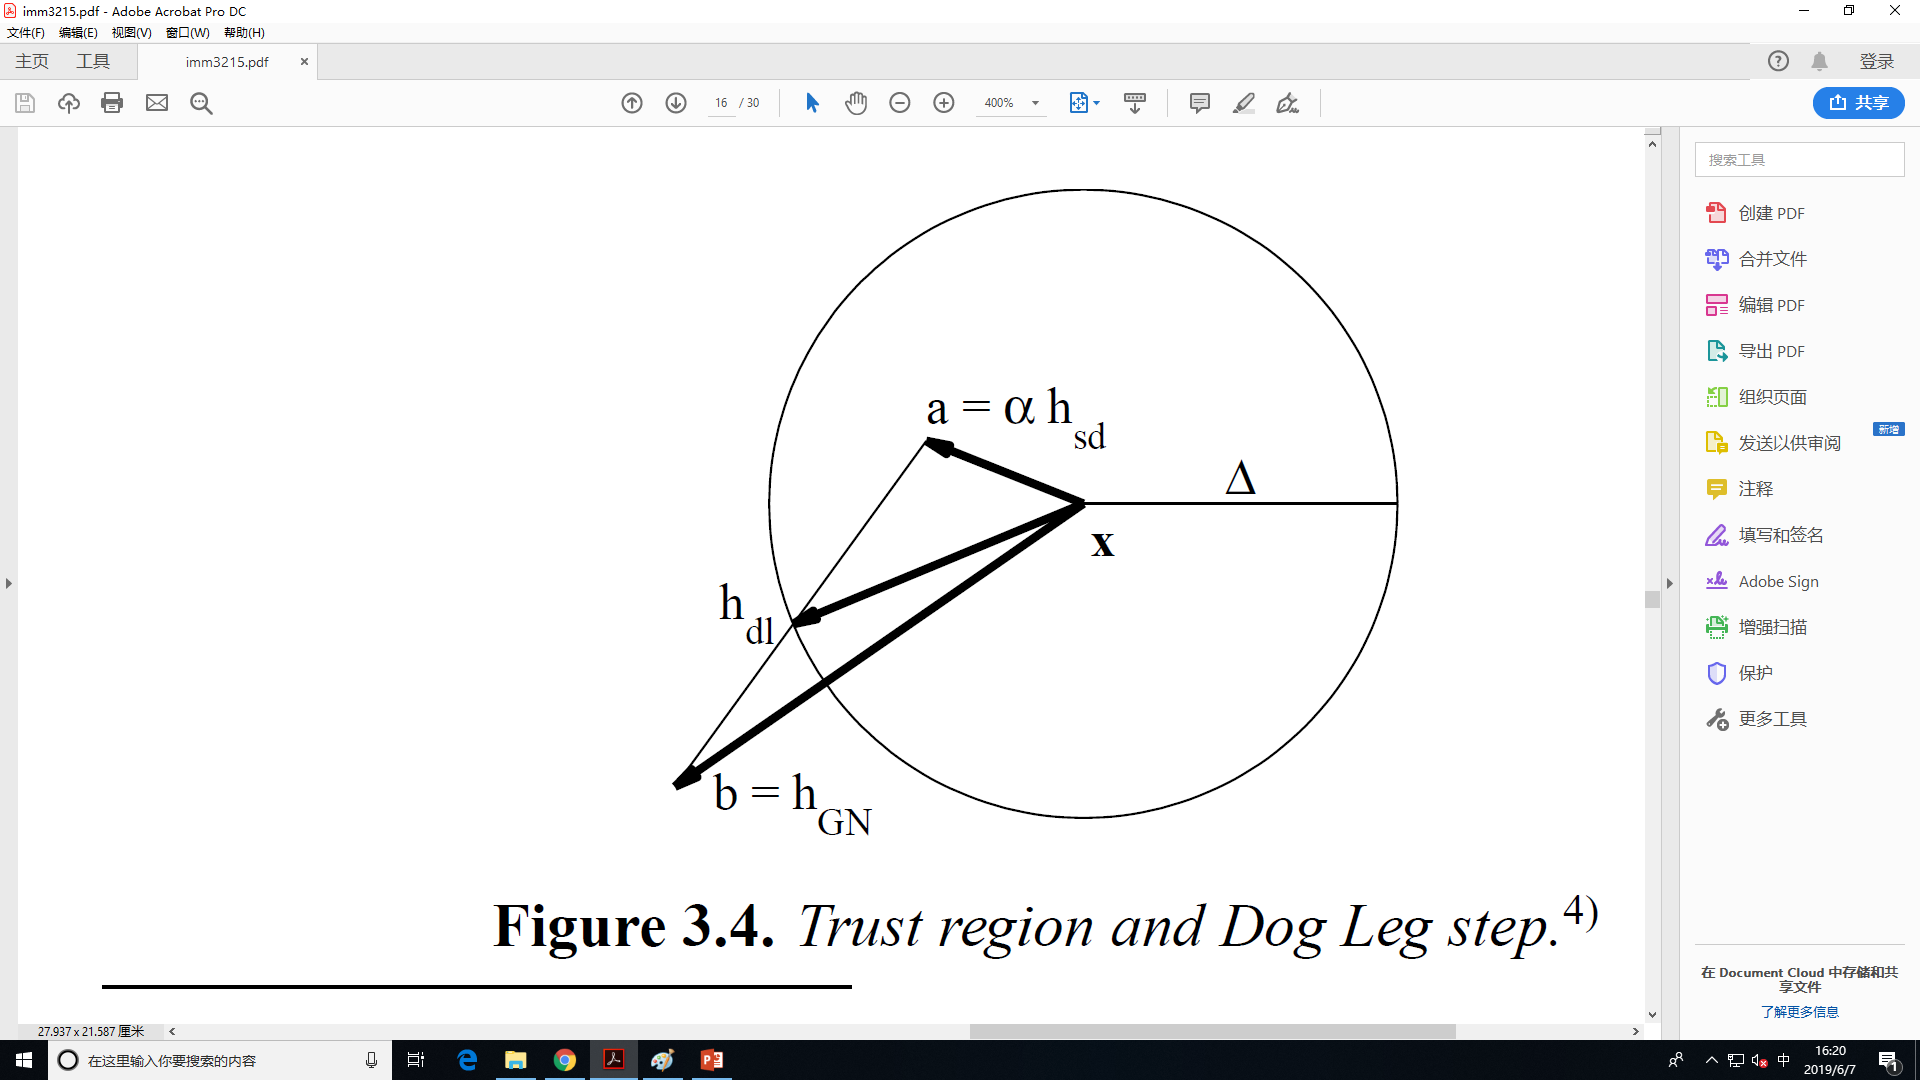 imm3215.pdf - Adobe Acrobat Pro DC
文件(F) 编辑(E) 视图(V) 窗口(W) 帮助(H)
主页 工具 imm3215.pdf × 登录
16 / 30 400% 共享
搜索工具
创建 PDF
合并文件
编辑 PDF
导出 PDF
组织页面
发送以供审阅 新增
注释
填写和签名
Adobe Sign
增强扫描
保护
更多工具
在 Document Cloud 中存储和共
享文件
了解更多信息
a = α h sd
Δ
x
h dl
b = h GN
Figure 3.4. Trust region and Dog Leg step.4)
27.937 x 21.587 厘米
在这里输入你要搜索的内容
中
16:20
2019/6/7
1